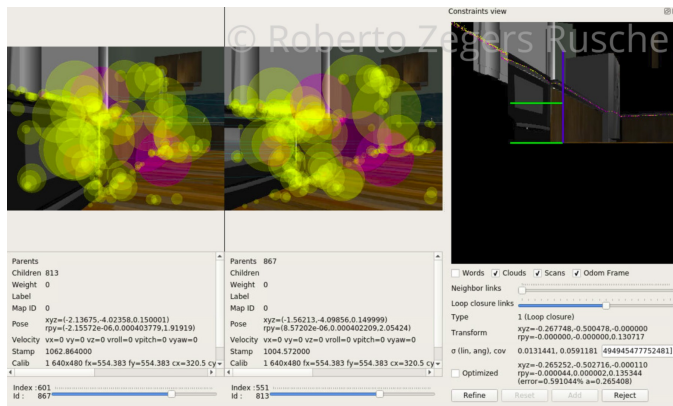 Constraints view
© Roberto Zegers Rusche
Parents
Children 813
Weight 0
Label
Map ID 0
Pose xyz=(-2.13675,-4.02358,0.150001)
rpy=(-2.15572e-06,0.000403779,1.91919)
Velocity vx=0 vy=0 vz=0 vroll=0 vpitch=0 vyaw=0
Stamp 1062.864000
Calib 1 640x480 fx=554.383 fy=554.383 cx=320.5 cy
Index :601
Id : 867
Parents 867
Children
Weight 0
Label
Map ID 0
Pose xyz=(-1.56213,-4.09856,0.149999)
rpy=(8.57202e-06,0.000402209,2.05424)
Velocity vx=0 vy=0 vz=0 vroll=0 vpitch=0 vyaw=0
Stamp 1004.572000
Calib 1 640x480 fx=554.383 fy=554.383 cx=320.5 cy
Index :551
Id : 813
Words Clouds Scans Odom Frame
Neighbor links
Loop closure links
Type 1 (Loop closure)
Transform xyz=-0.267748,-0.500478,-0.000000
rpy=-0.000000,-0.000000,0.130717
σ (lin, ang), cov 0.0131441, 0.0591181 494945477752481]
Optimized xyz=-0.265252,-0.502716,-0.000110
rpy=-0.000044,0.000002,0.135344
(error=0.591044% a=0.265408)
Refine Reset Add Reject